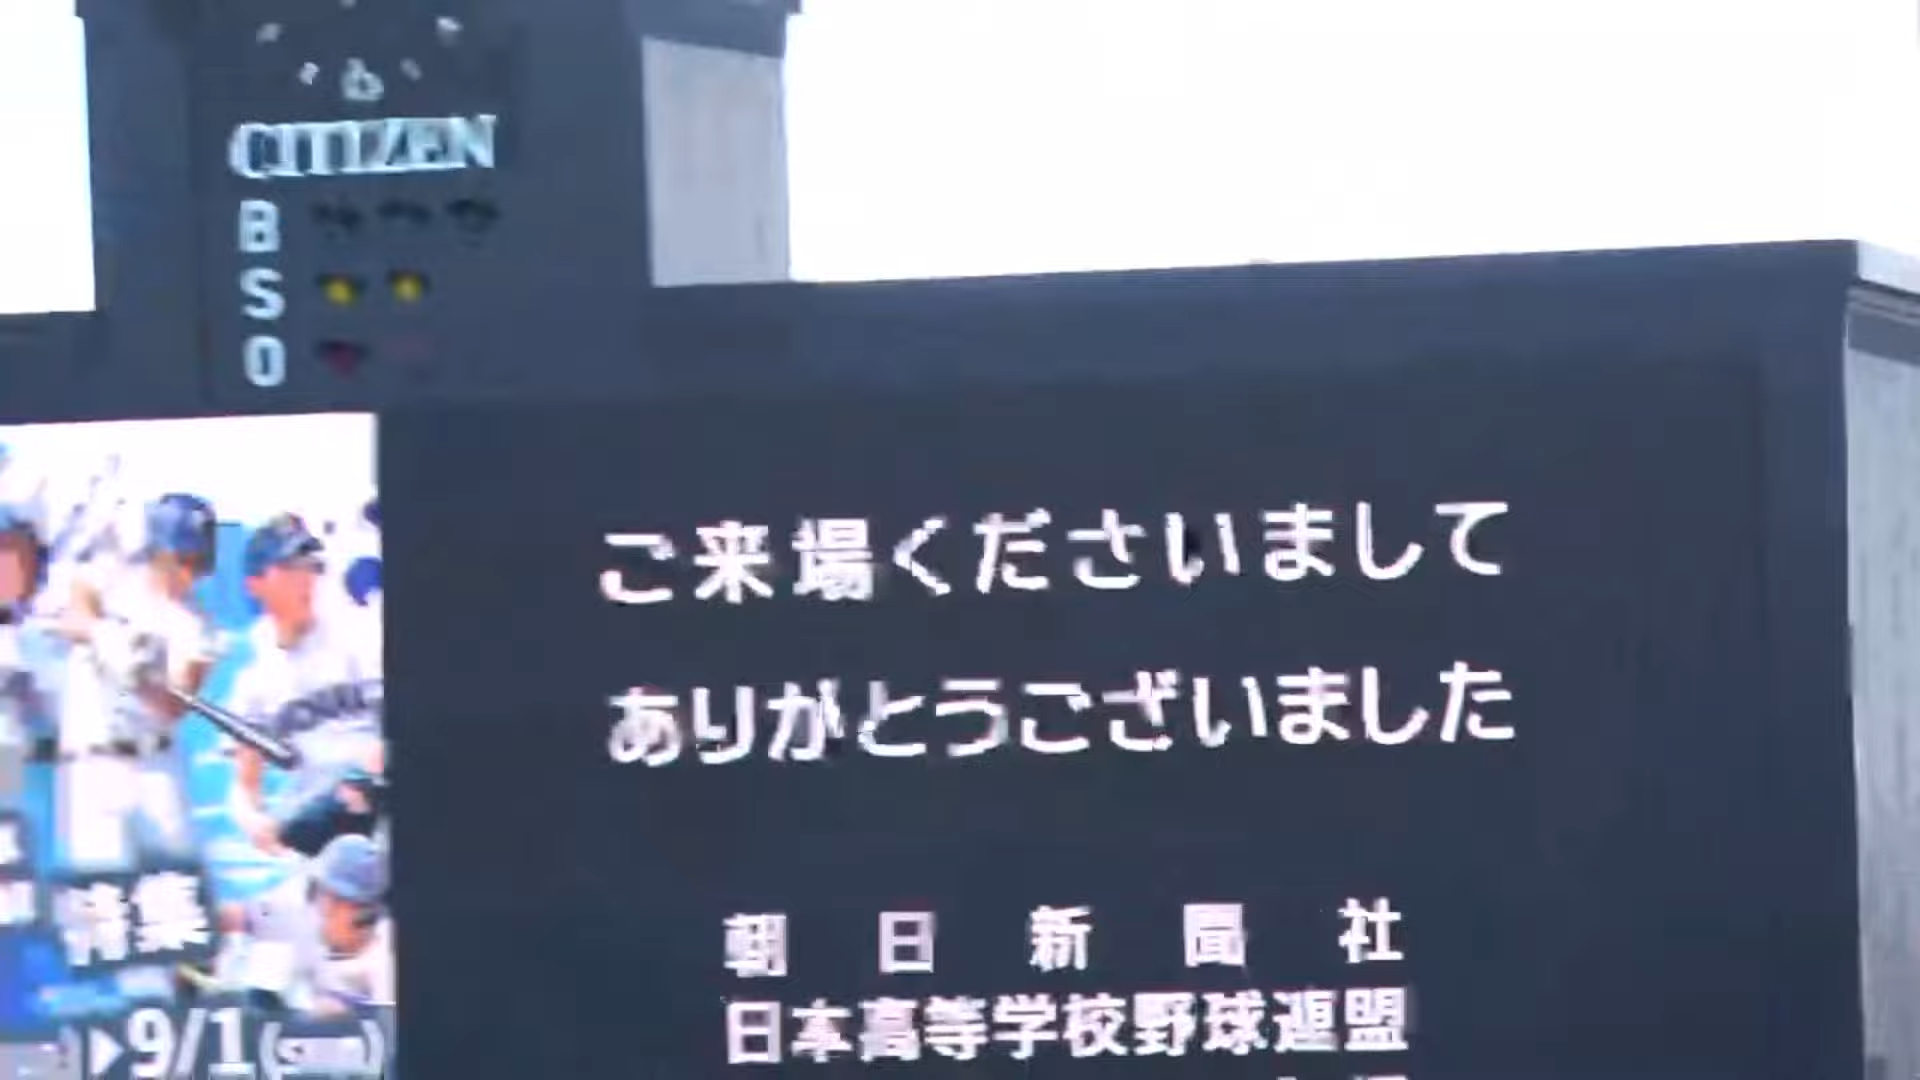 CITIZEN
B
S
O
ご来場くださいまして
ありがとうございました
朝日新聞社
日本高等学校野球連盟
特集
▶9/1(sun)